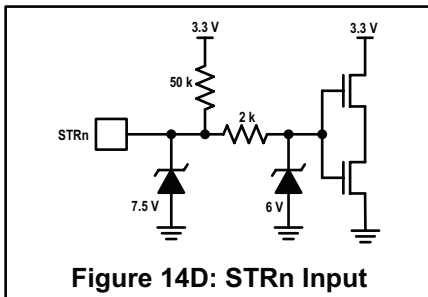 3.3 V
3.3 V
50 k
2 k
STRn
7.5 V
6 V
Figure 14D: STRn Input